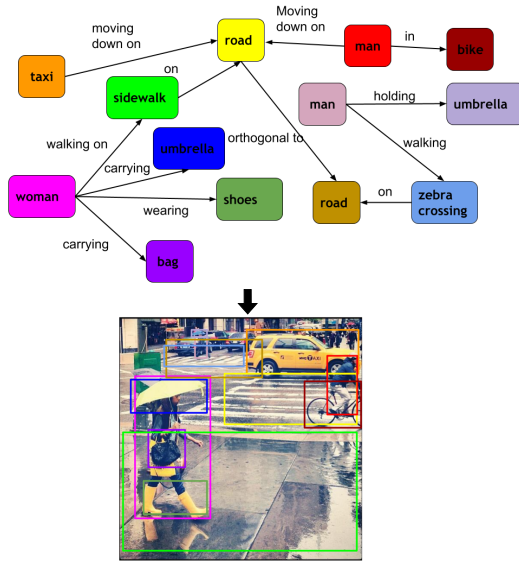 moving
down on
road
Moving
down on
man
in
bike
taxi
on
sidewalk
man
holding
umbrella
walking on
umbrella
orthogonal to
walking
carrying
woman
wearing
shoes
road
on
zebra
crossing
carrying
bag